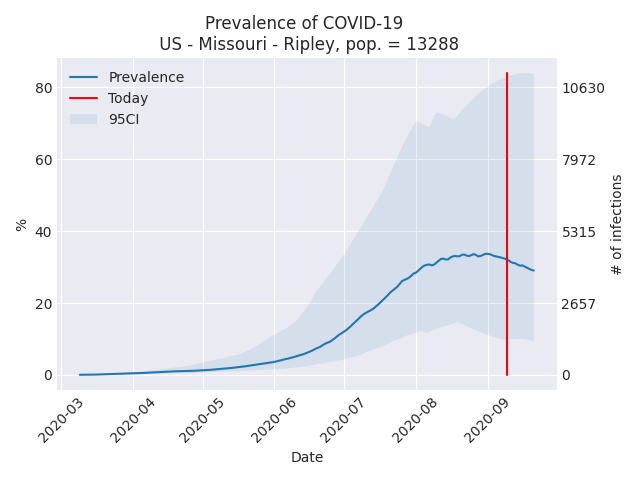 Prevalence of COVID-19
US - Missouri - Ripley, pop. = 13288
Prevalence
Today
95CI
80
60
40
20
0
%
10630
7972
5315
2657
0
# of infections
2020-03
2020-04
2020-05
2020-06
2020-07
2020-08
2020-09
Date